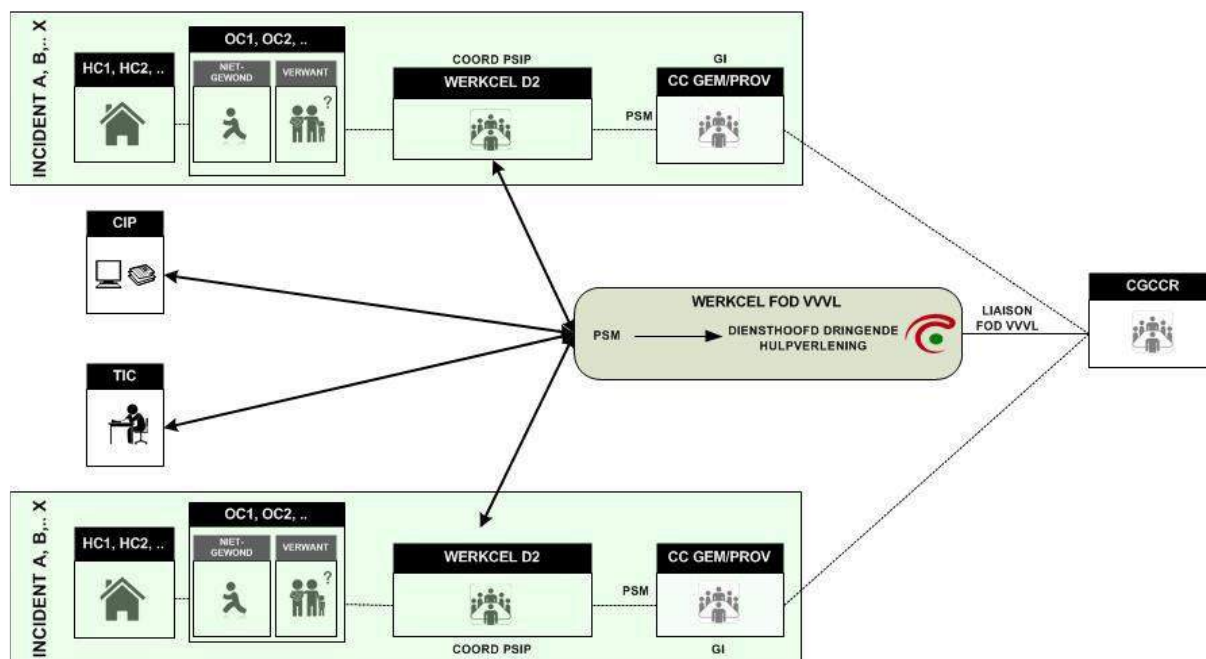 INCIDENT A, B,.. X
HC1, HC2, ..
OC1, OC2, ..
NIET-
GEWOND
VERWANT
?
COORD PSIP
WERKCEL D2
PSM
GI
CC GEM/PROV
CIP
TIC
WERKCEL FOD VVVL
PSM
DIENSTHOOFD DRINGENDE
HULPVERLENING
LIAISON
FOD VVVL
CGCCR
INCIDENT A, B,.. X
HC1, HC2, ..
OC1, OC2, ..
NIET-
GEWOND
VERWANT
?
WERKCEL D2
COORD PSIP
PSM
CC GEM/PROV
GI